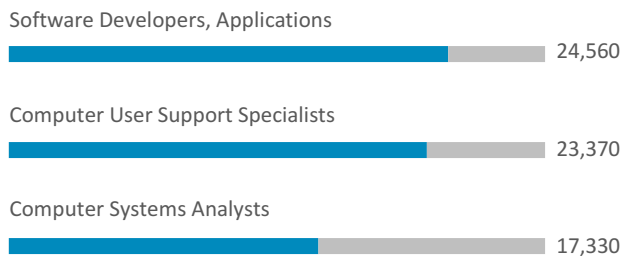 Software Developers, Applications
24,560
Computer User Support Specialists
23,370
Computer Systems Analysts
17,330